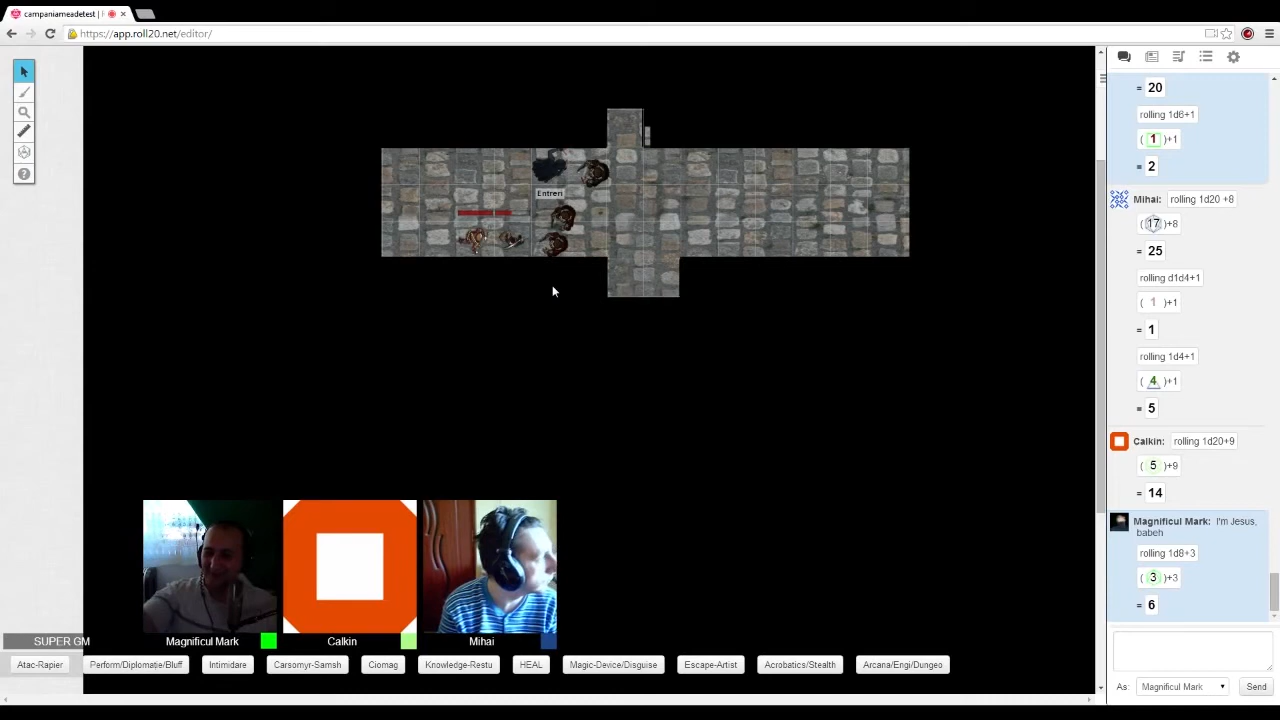 campaniameadetest |
https://app.roll20.net/editor/
= 20
rolling 1d6+1
( 1 )+1
= 2
Mihai: rolling 1d20 +8
( 17 )+8
= 25
rolling d1d4+1
( 1 )+1
= 1
rolling 1d4+1
( 4 )+1
= 5
Calkin: rolling 1d20+9
( 5 )+9
= 14
Magnificul Mark: I'm Jesus,
babeh
rolling 1d8+3
( 3 )+3
= 6
As: Magnificul Mark Send
Entreri
SUPER GM Magnificul Mark Calkin Mihai
Atac-Rapier Perform/Diplomatie/Bluff Intimidare Carsomyr-Samsh Ciomag Knowledge-Restu HEAL Magic-Device/Disguise Escape-Artist Acrobatics/Stealth Arcana/Engi/Dungeo